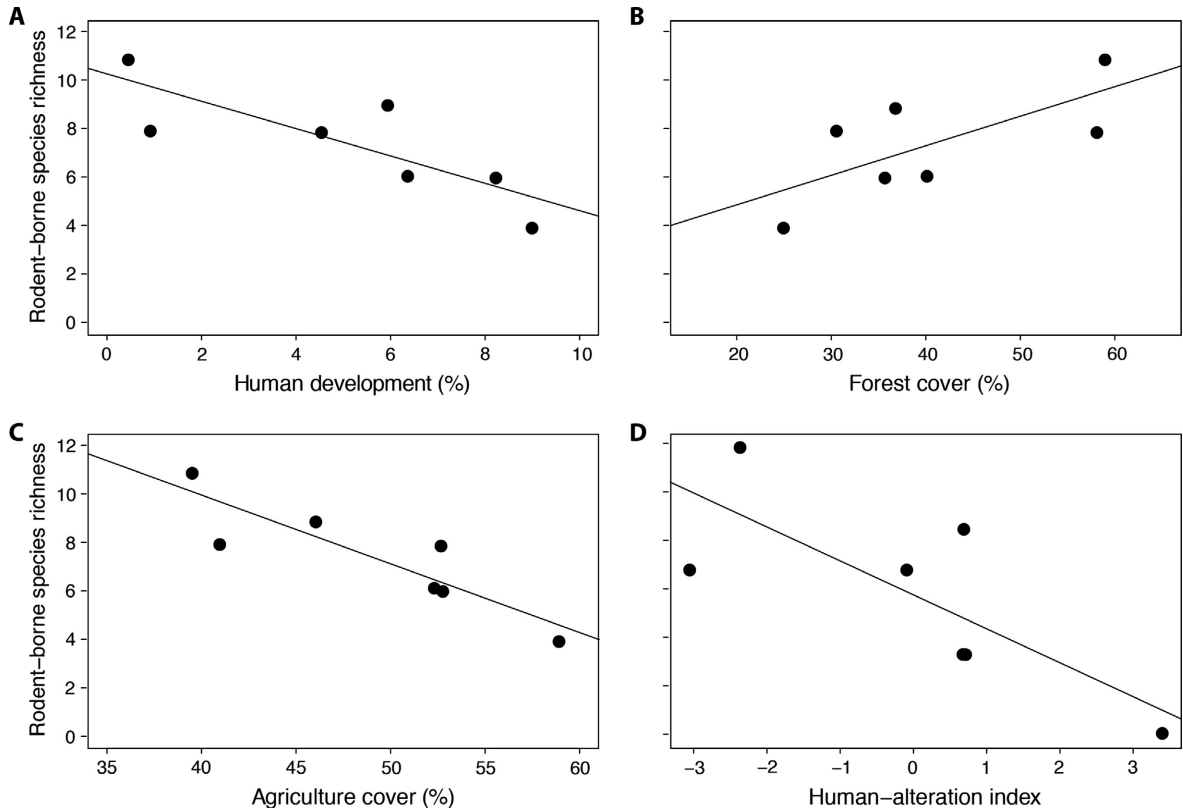 A
Rodent−borne species richness
12
10
8
6
4
2
0
0 2 4 6 8 10
Human development (%)
B
20 30 40 50 60
Forest cover (%)
C
Rodent−borne species richness
12
10
8
6
4
2
0
35 40 45 50 55 60
Agriculture cover (%)
D
−3 −2 −1 0 1 2 3
Human−alteration index